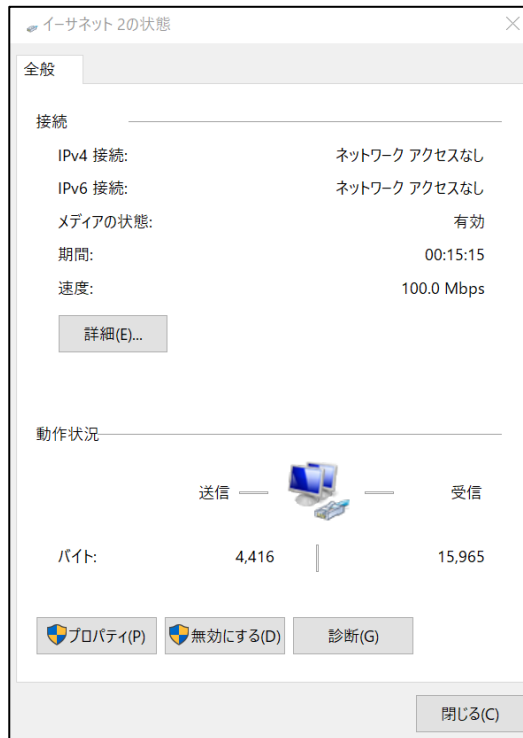 イーサネット 2の状態
全般
接続
IPv4 接続: ネットワーク アクセスなし
IPv6 接続: ネットワーク アクセスなし
メディアの状態: 有効
期間: 00:15:15
速度: 100.0 Mbps
詳細(E)...
動作状況
送信 受信
バイト: 4,416 15,965
プロパティ(P) 無効にする(D) 診断(G)
閉じる(C)